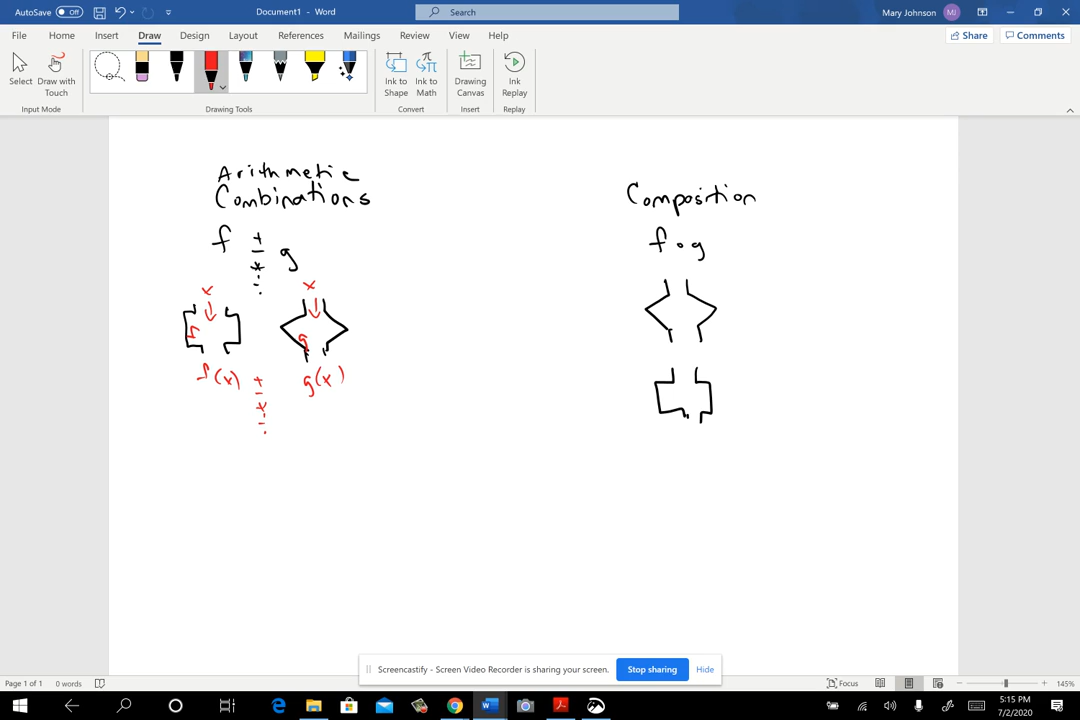 AutoSave Off Document1 - Word Search Mary Johnson MJ
File Home Insert Draw Design Layout References Mailings Review View Help Share Comments
Select Draw with Touch Ink to Shape Ink to Math Drawing Canvas Ink Replay
Input Mode Drawing Tools Convert Insert Replay
Arithmetic
Combinations
f + - * ÷ g
x x
f g
f(x) + - * ÷ g(x)
Composition
f∘g
Screencastify - Screen Video Recorder is sharing your screen. Stop sharing Hide
Page 1 of 1 0 words Focus 145%
5:15 PM
7/2/2020